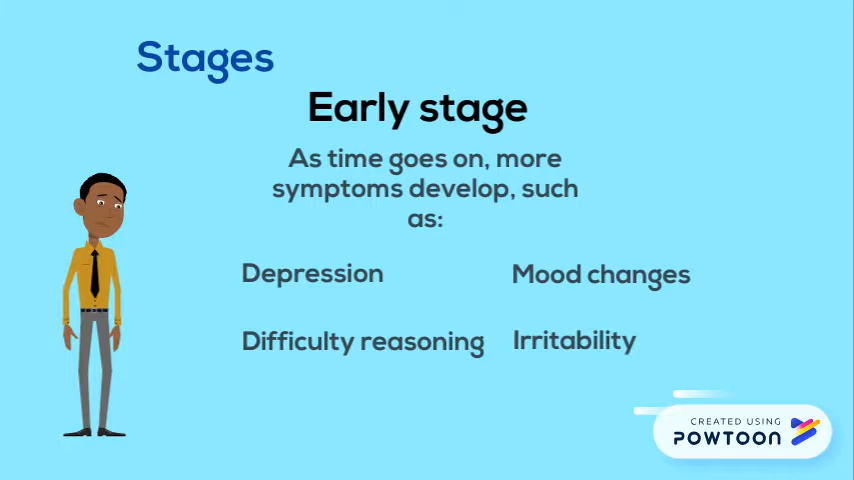 Stages
Early stage
As time goes on, more
symptoms develop, such
as:
Depression
Mood changes
Difficulty reasoning
Irritability
CREATED USING
POWTOON